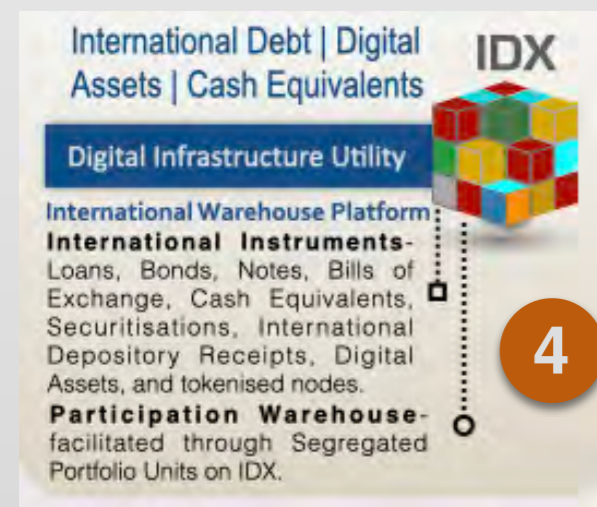 International Debt | Digital
Assets | Cash Equivalents
IDX
Digital Infrastructure Utility
International Warehouse Platform
International Instruments-
Loans, Bonds, Notes, Bills of
Exchange, Cash Equivalents,
Securitisations, International
Depository Receipts, Digital
Assets, and tokenised nodes.
Participation Warehouse-
facilitated through Segregated
Portfolio Units on IDX.
4